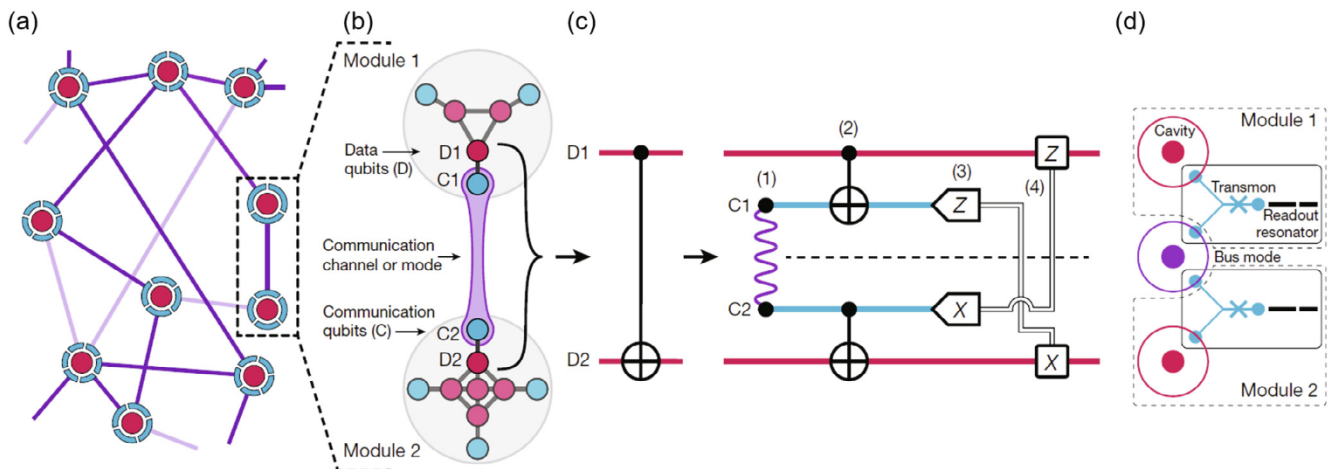 (a)
(b)
Module 1
Data
qubits (D)
D1
C1
Communication
channel or mode
Communication
qubits (C)
C2
D2
Module 2
(c)
D1
D2
(1)
(2)
(3)
(4)
C1
C2
Z
X
Z
X
(d)
Cavity
Module 1
Transmon
Readout
resonator
Bus mode
Module 2